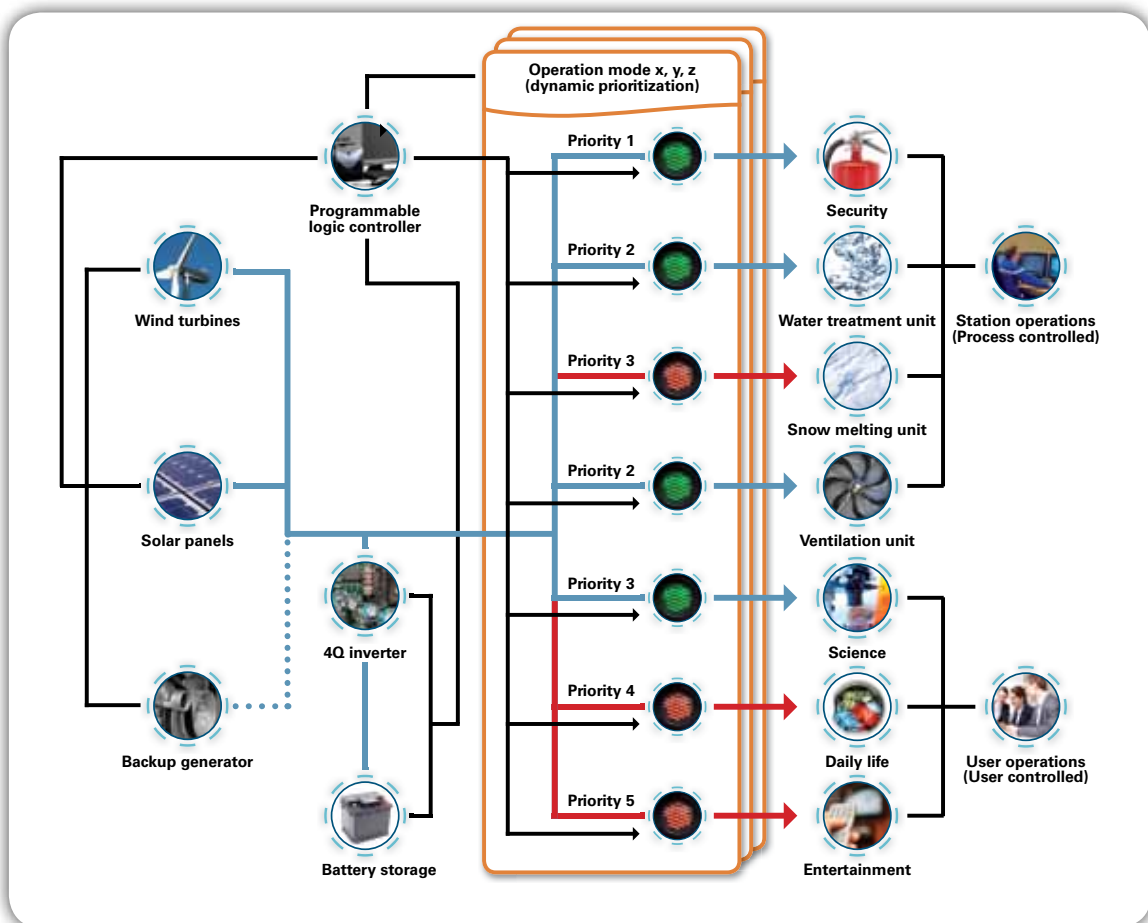 Operation mode x, y, z
(dynamic prioritization)
Priority 1
Programmable
logic controller
Security
Priority 2
Wind turbines
Water treatment unit
Station operations
(Process controlled)
Priority 3
Snow melting unit
Priority 2
Solar panels
Ventilation unit
Priority 3
4Q inverter
Science
Priority 4
Backup generator
Daily life
User operations
(User controlled)
Priority 5
Battery storage
Entertainment